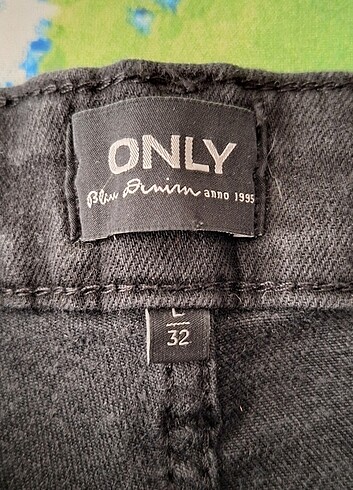 ONLY
Blue Denim anno 1995
L
32